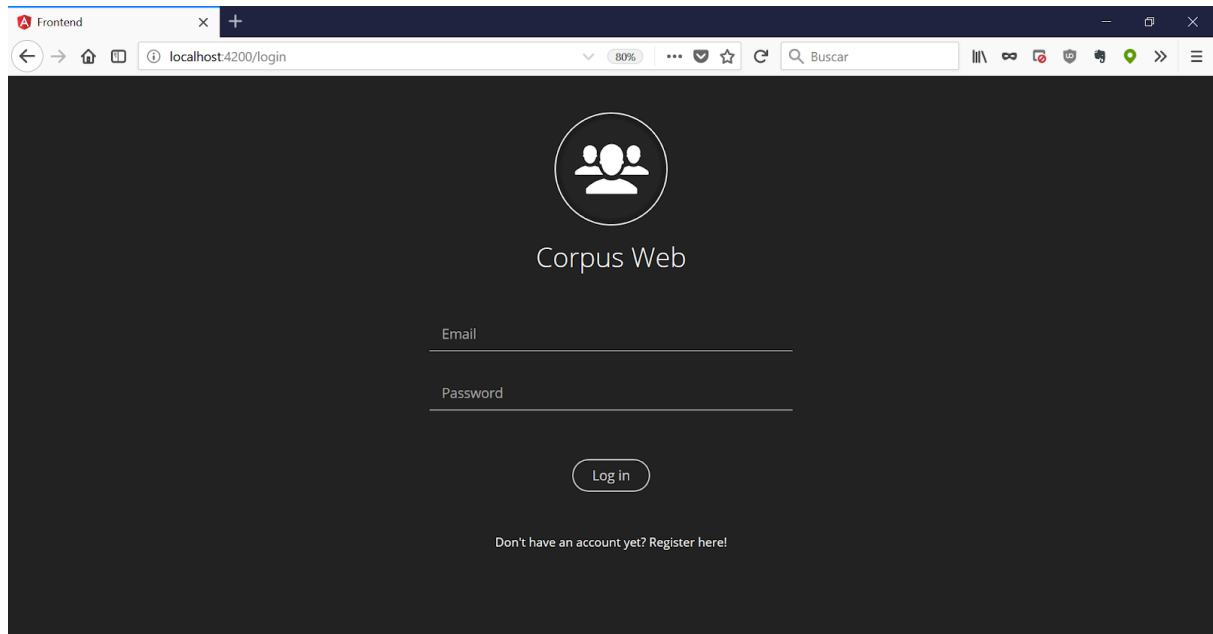 Frontend
localhost:4200/login
80%
Buscar
Corpus Web
Email
Password
Log in
Don't have an account yet? Register here!